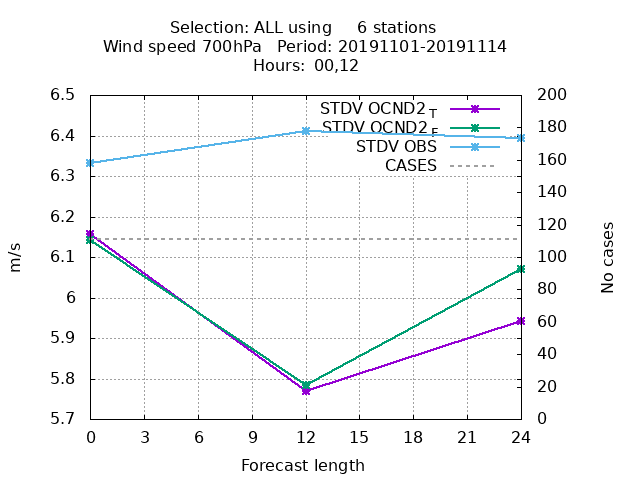 Selection: ALL using 6 stations
Wind speed 700hPa Period: 20191101-20191114
Hours: 00,12
6.5
6.4
6.3
6.2
6.1
6
5.9
5.8
5.7
200
180
160
140
120
100
80
60
40
20
0
STDV OCND2 T
STDV OCND2 F
STDV OBS
CASES
m/s
No cases
0 3 6 9 12 15 18 21 24
Forecast length